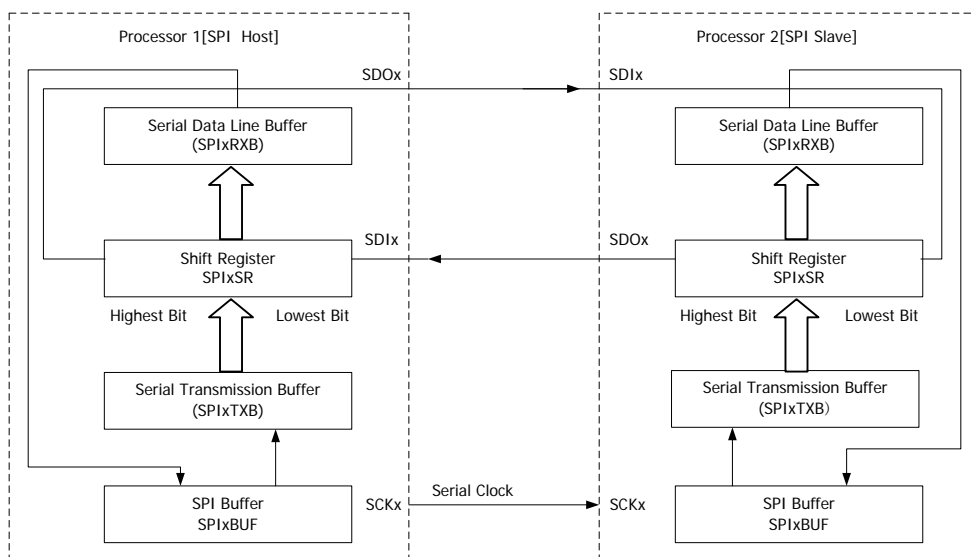 Processor 1[SPI Host]
SDOx
Serial Data Line Buffer
(SPIxRXB)
SDIx
Shift Register
SPIxSR
Highest Bit
Lowest Bit
Serial Transmission Buffer
(SPIxTXB)
SPI Buffer
SPIxBUF
SCKx
Serial Clock
Processor 2[SPI Slave]
SDIx
Serial Data Line Buffer
(SPIxRXB)
SDOx
Shift Register
SPIxSR
Highest Bit
Lowest Bit
Serial Transmission Buffer
(SPIxTXB)
SCKx
SPI Buffer
SPIxBUF